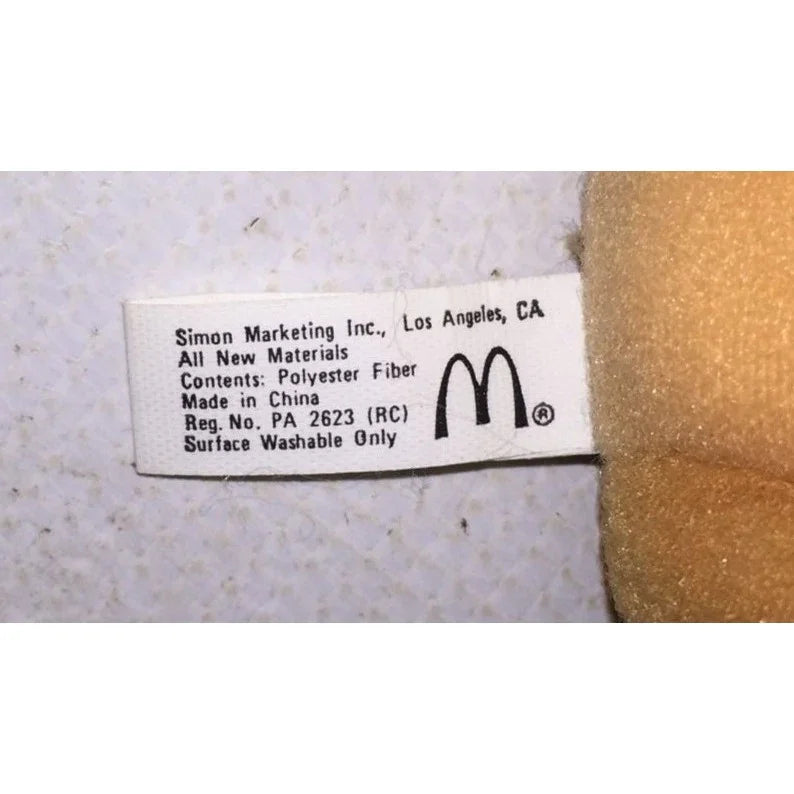 Simon Marketing Inc., Los Angeles, CA
All New Materials
Contents: Polyester Fiber
Made in China
Reg. No. PA 2623 (RC)
Surface Washable Only
M®